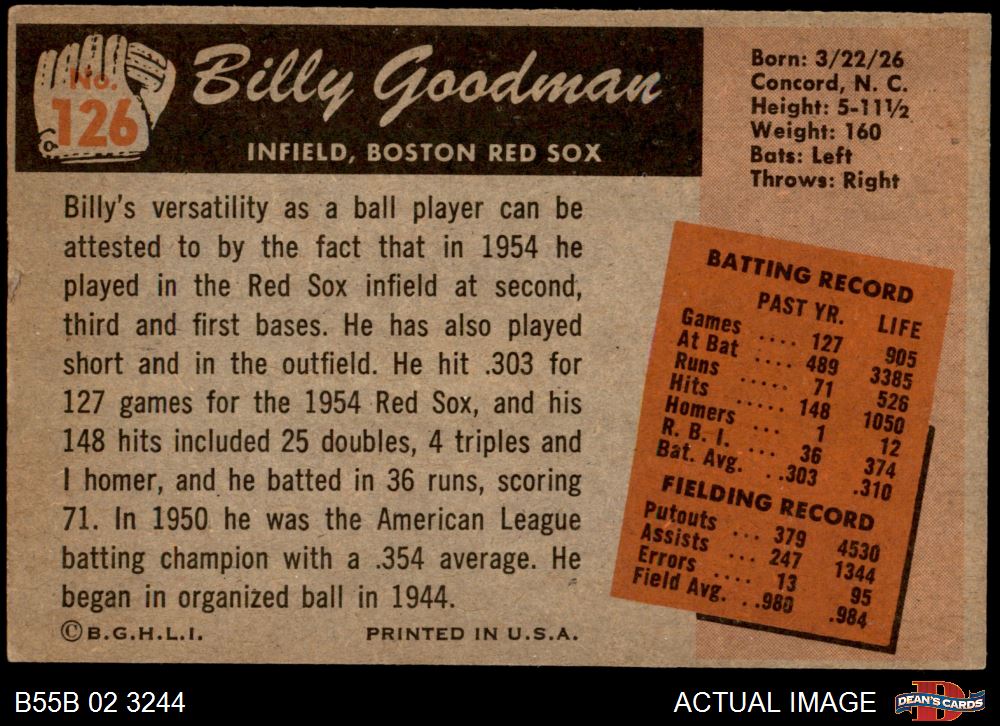 No.
126
Billy Goodman
INFIELD, BOSTON RED SOX
Born: 3/22/26
Concord, N. C.
Height: 5-11½
Weight: 160
Bats: Left
Throws: Right
Billy's versatility as a ball player can be
attested to by the fact that in 1954 he
played in the Red Sox infield at second,
third and first bases. He has also played
short and in the outfield. He hit .303 for
127 games for the 1954 Red Sox, and his
148 hits included 25 doubles, 4 triples and
I homer, and he batted in 36 runs, scoring
71. In 1950 he was the American League
batting champion with a .354 average. He
began in organized ball in 1944.
©B.G.H.L.I. PRINTED IN U.S.A.
BATTING RECORD
PAST YR. LIFE
Games .... 127 905
At Bat .... 489 3385
Runs ..... 71 526
Hits ..... 148 1050
Homers ... 1 12
R. B. I. ... 36 374
Bat. Avg. ..303 .310
FIELDING RECORD
Putouts ... 379 4530
Assists ... 247 1344
Errors .... 13 95
Field Avg. ..980 .984
B55B 02 3244
ACTUAL IMAGE
DEAN'S CARDS